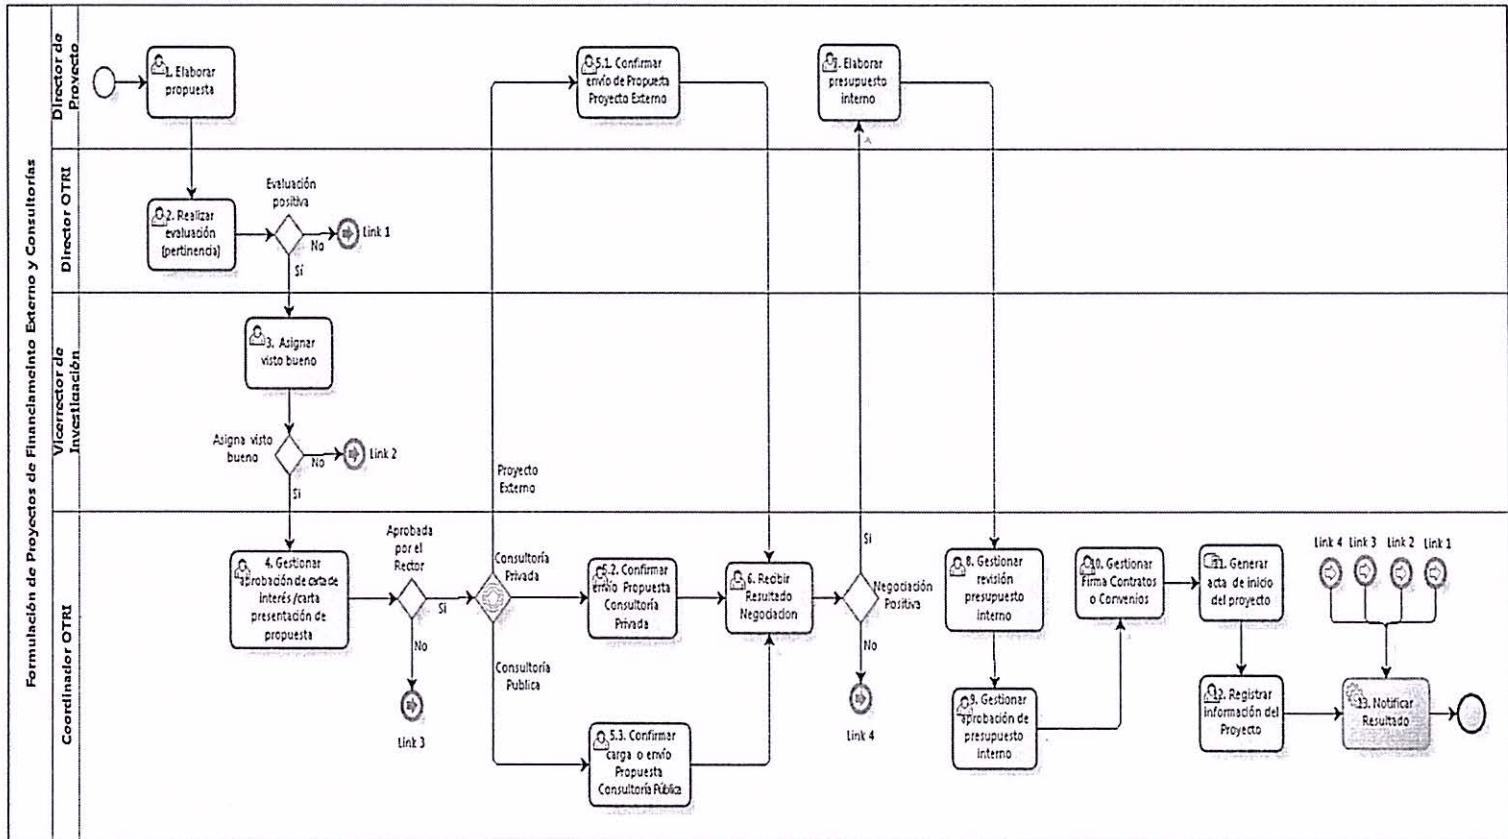 Formulación de Proyectos de Financiameinto Externo y Consultorías
Director de
Proyecto
1. Elaborar
propuesta
5.1. Confirmar
envío de Propuesta
Proyecto Externo
7. Elaborar
presupuesto
interno
Director OTRI
2. Realizar
evaluación
(pertinencia)
Evaluación
positiva
No
Link 1
Sí
Vicerrector de
Investigación
3. Asignar
visto bueno
Asigna visto
bueno
No
Link 2
Si
Proyecto
Externo
Coordinador OTRI
4. Gestionar
aprobación de carta de
interés /carta
presentación de
propuesta
Aprobada
por el
Rector
Si
No
Link 3
Consultoría
Privada
Consultoría
Publica
5.2. Confirmar
envío Propuesta
Consultoría
Privada
5.3. Confirmar
carga o envío
Propuesta
Consultoría Pública
6. Recibir
Resultado
Negociacion
Si
Negociación
Positiva
No
Link 4
8. Gestionar
revisión
presupuesto
interno
9. Gestionar
aprobación de
presupuesto
interno
10. Gestionar
Firma Contratos
o Convenios
11. Generar
acta de inicio
del proyecto
12. Registrar
información del
Proyecto
Link 4 Link 3 Link 2 Link 1
13. Notificar
Resultado